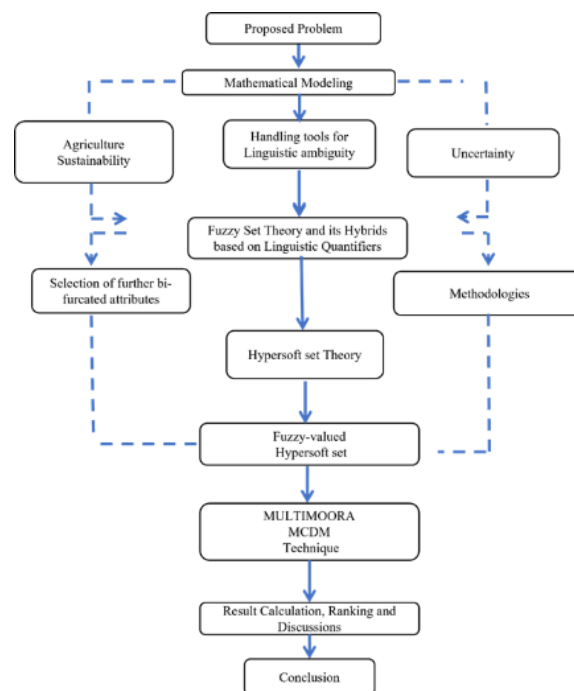 Proposed Problem
Mathematical Modeling
Agriculture
Sustainability
Handling tools for
Linguistic ambiguity
Uncertainty
Fuzzy Set Theory and its Hybrids
based on Linguistic Quantifiers
Selection of further bi-
furcated attributes
Methodologies
Hypersoft set Theory
Fuzzy-valued
Hypersoft set
MULTIMOORA
MCDM
Technique
Result Calculation, Ranking and
Discussions
Conclusion